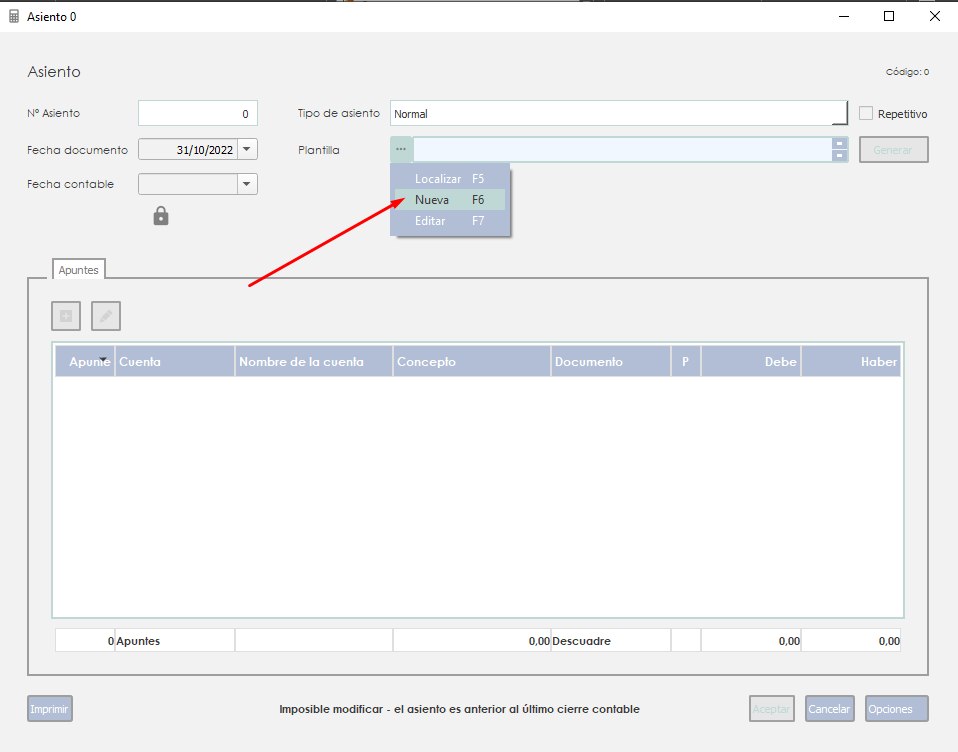 Asiento 0
Asiento
Código: 0
Nº Asiento 0 Tipo de asiento Normal Repetitivo
Fecha documento 31/10/2022 Plantilla ... Generar
Fecha contable
Localizar F5
Nueva F6
Editar F7
Apuntes
Apunte Cuenta Nombre de la cuenta Concepto Documento P Debe Haber
0 Apuntes 0,00 Descuadre 0,00 0,00
Imprimir Imposible modificar - el asiento es anterior al último cierre contable Aceptar Cancelar Opciones